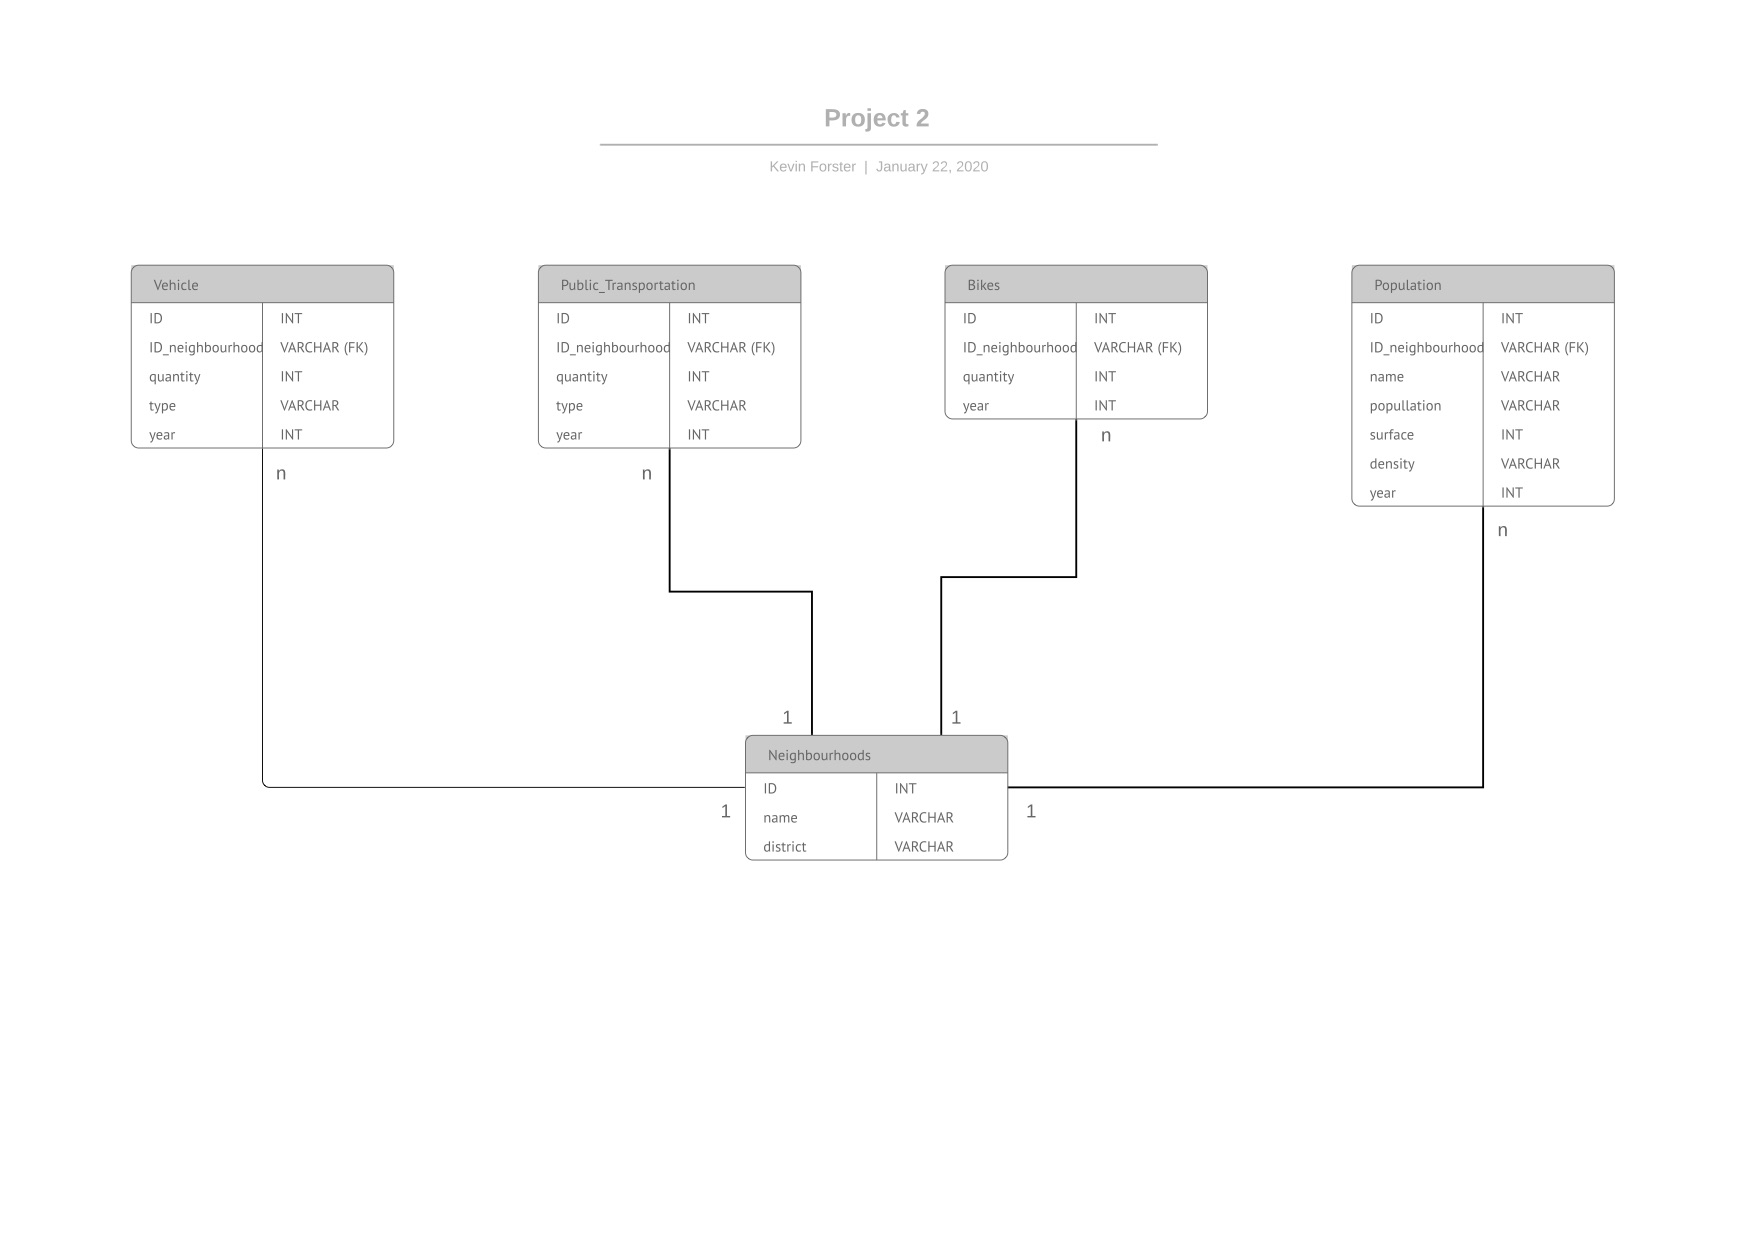 Project 2
Kevin Forster | January 22, 2020
Vehicle
ID INT
ID_neighbourhood VARCHAR (FK)
quantity INT
type VARCHAR
year INT
n
Public_Transportation
ID INT
ID_neighbourhood VARCHAR (FK)
quantity INT
type VARCHAR
year INT
n
Bikes
ID INT
ID_neighbourhood VARCHAR (FK)
quantity INT
year INT
n
Population
ID INT
ID_neighbourhood VARCHAR (FK)
name VARCHAR
popullation VARCHAR
surface INT
density VARCHAR
year INT
n
1
1
Neighbourhoods
ID INT
name VARCHAR
district VARCHAR
1
1